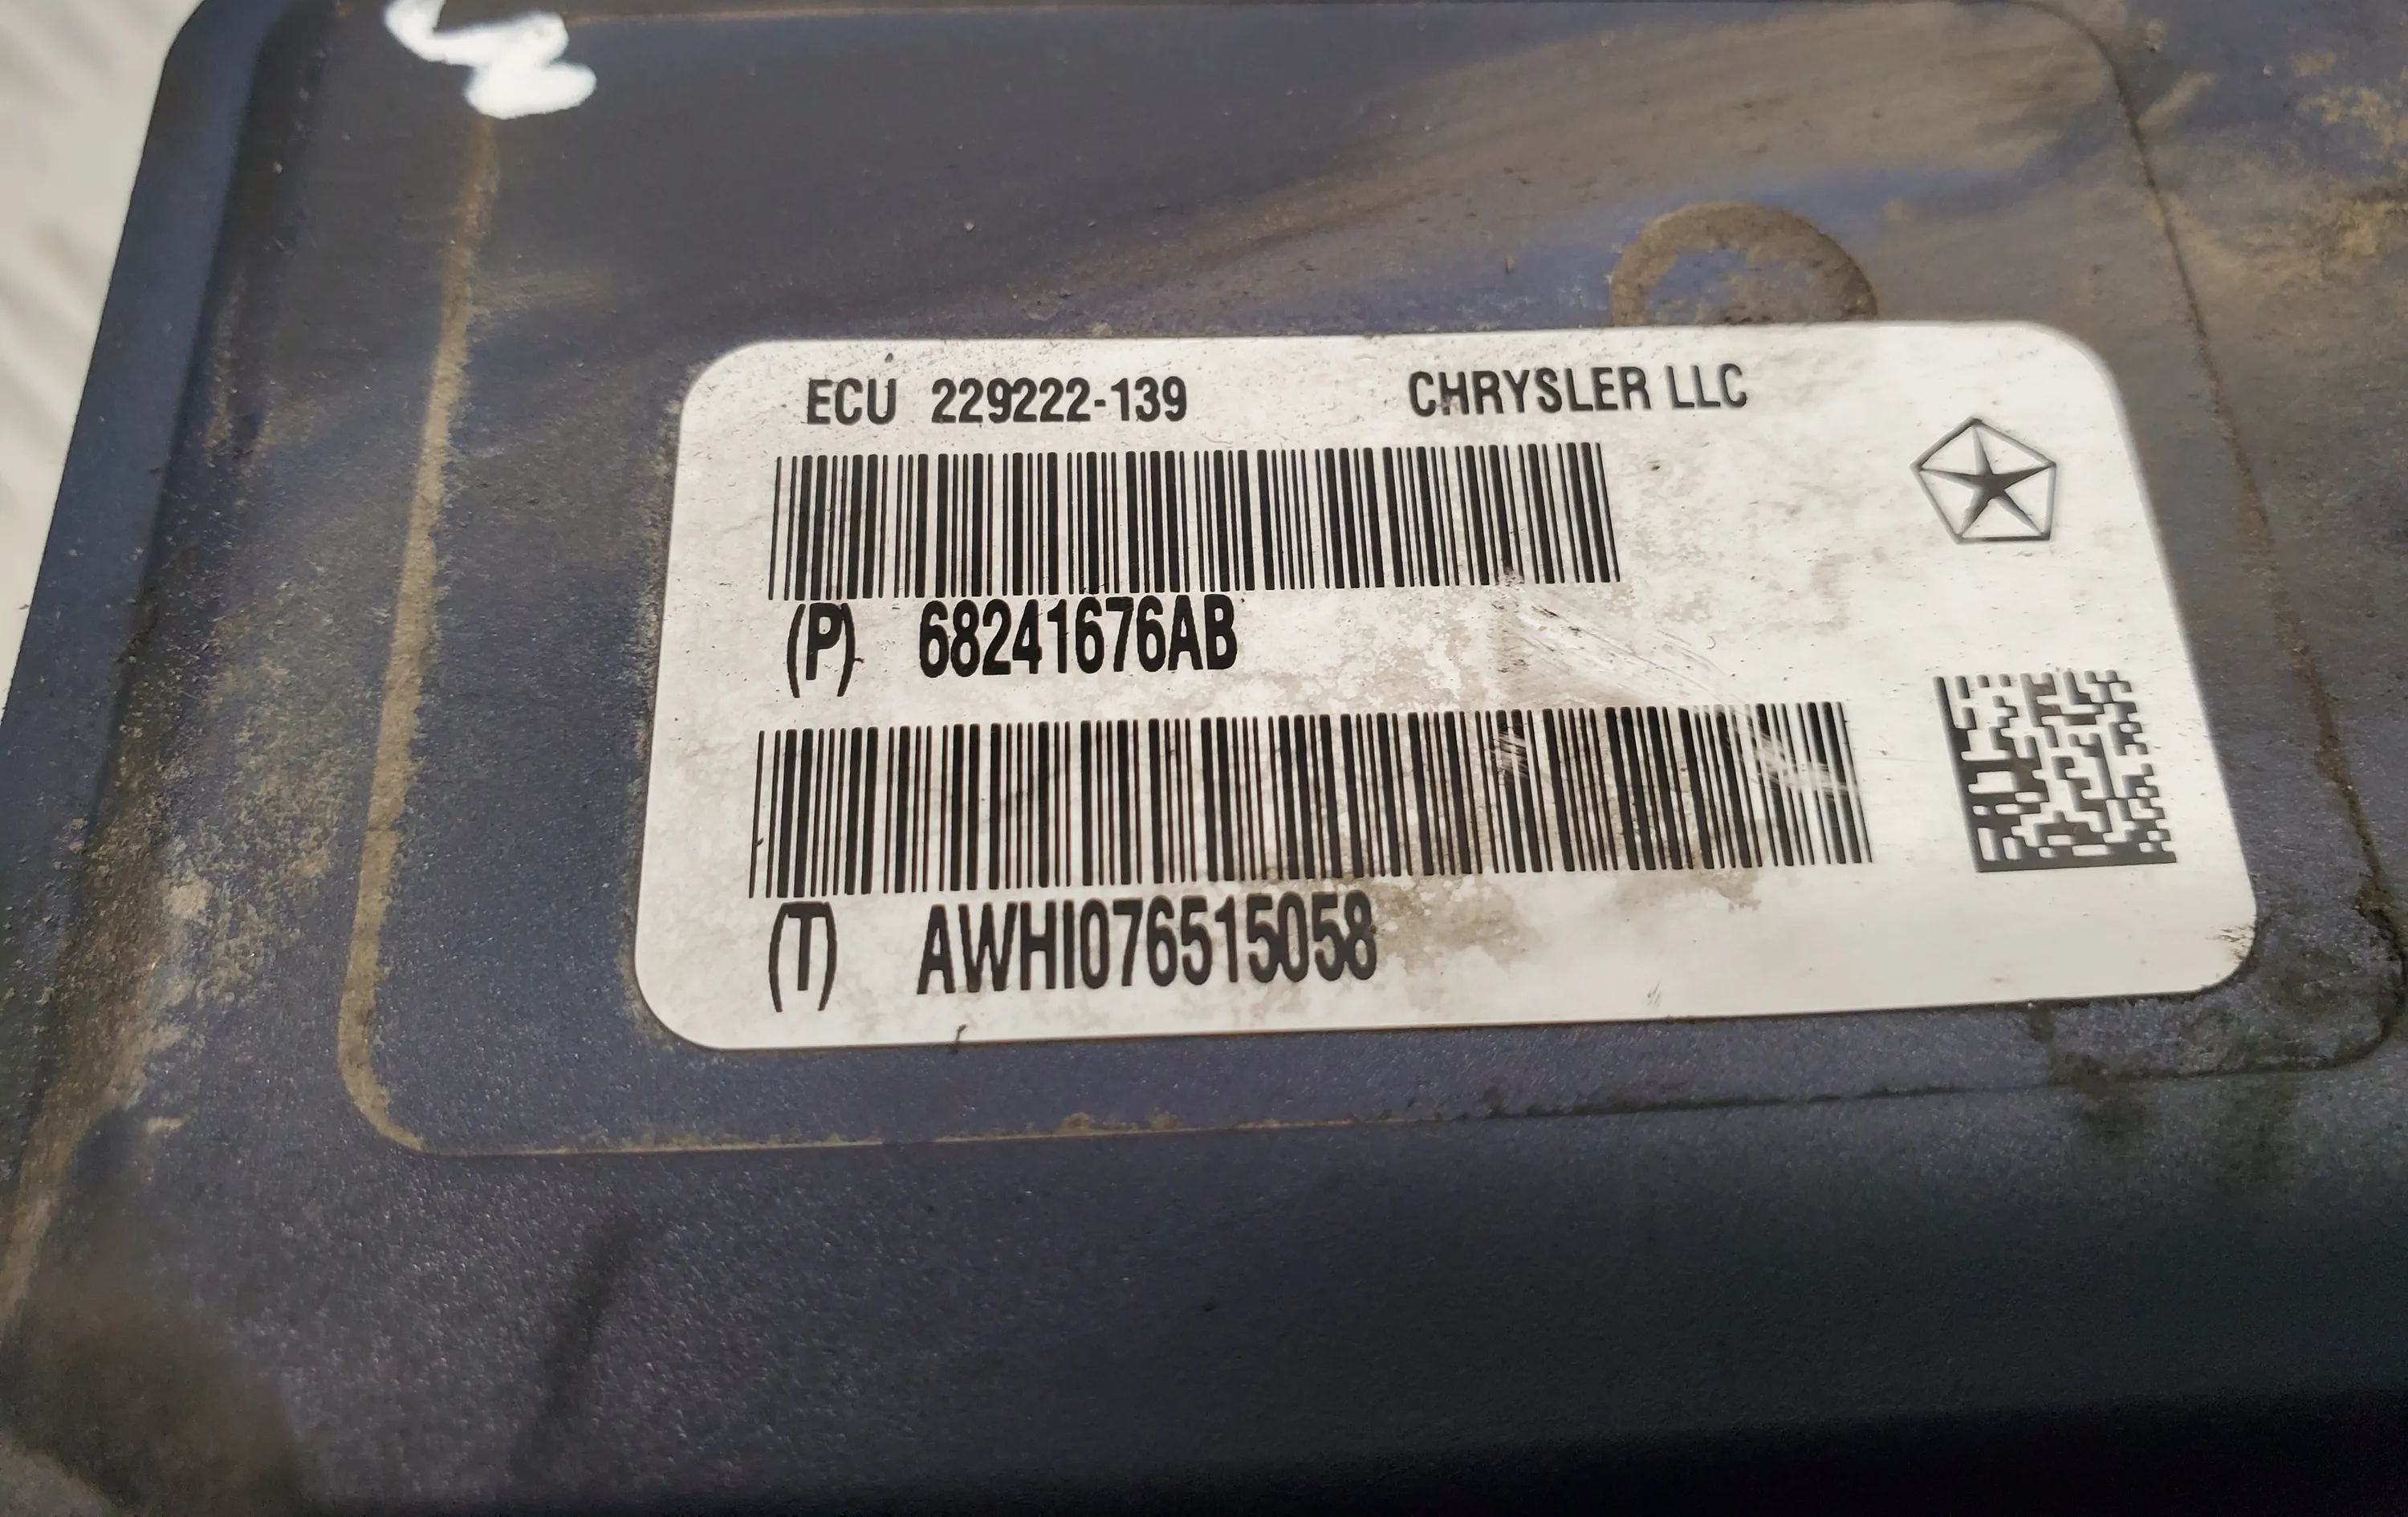 ECU 229222-139 CHRYSLER LLC
(P) 68241676AB
(T) AWHI076515058